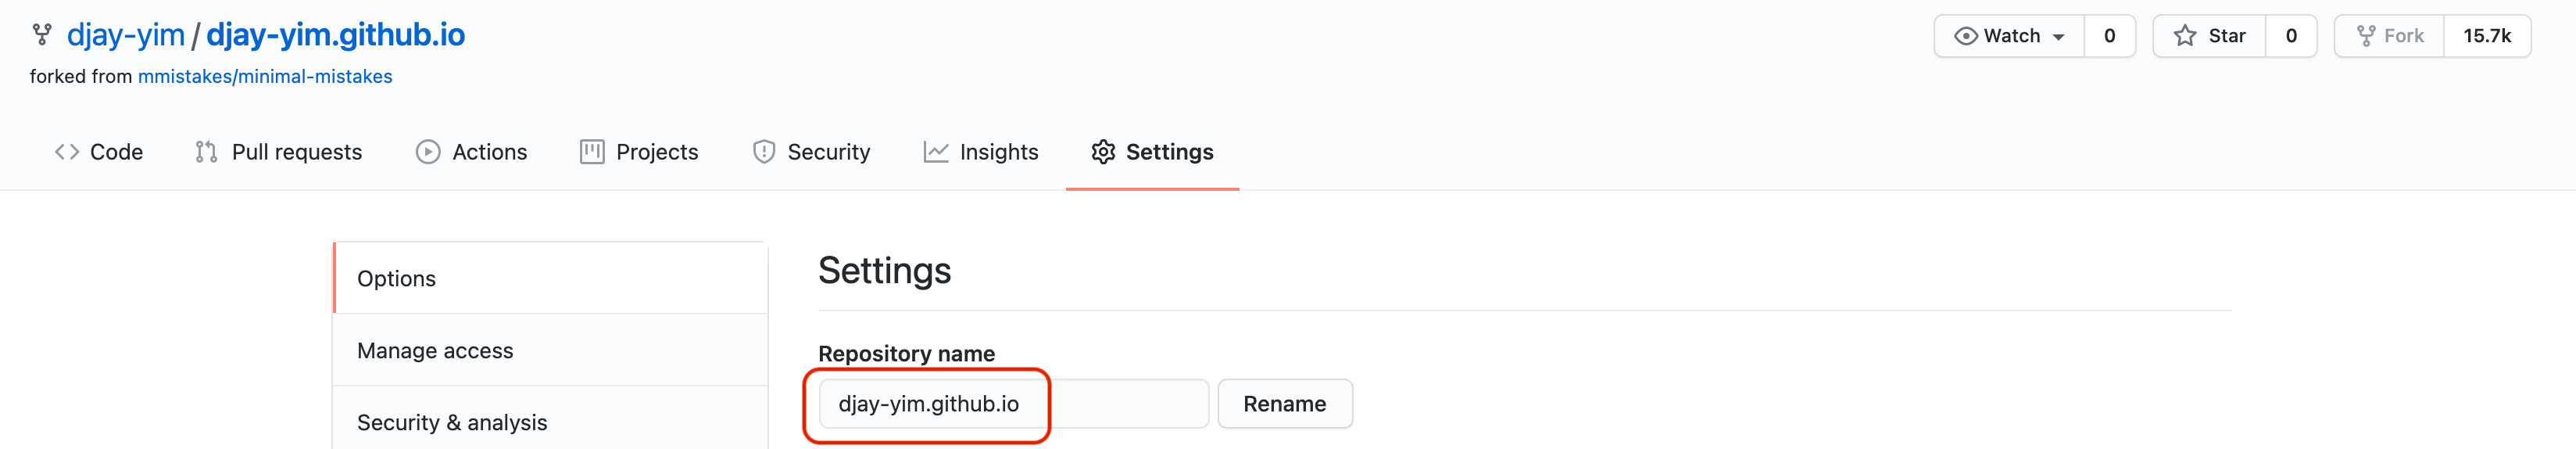 djay-yim / djay-yim.github.io
Watch 0 Star 0 Fork 15.7k
forked from mmistakes/minimal-mistakes
Code Pull requests Actions Projects Security Insights Settings
Options
Manage access
Security & analysis
Settings
Repository name
djay-yim.github.io Rename